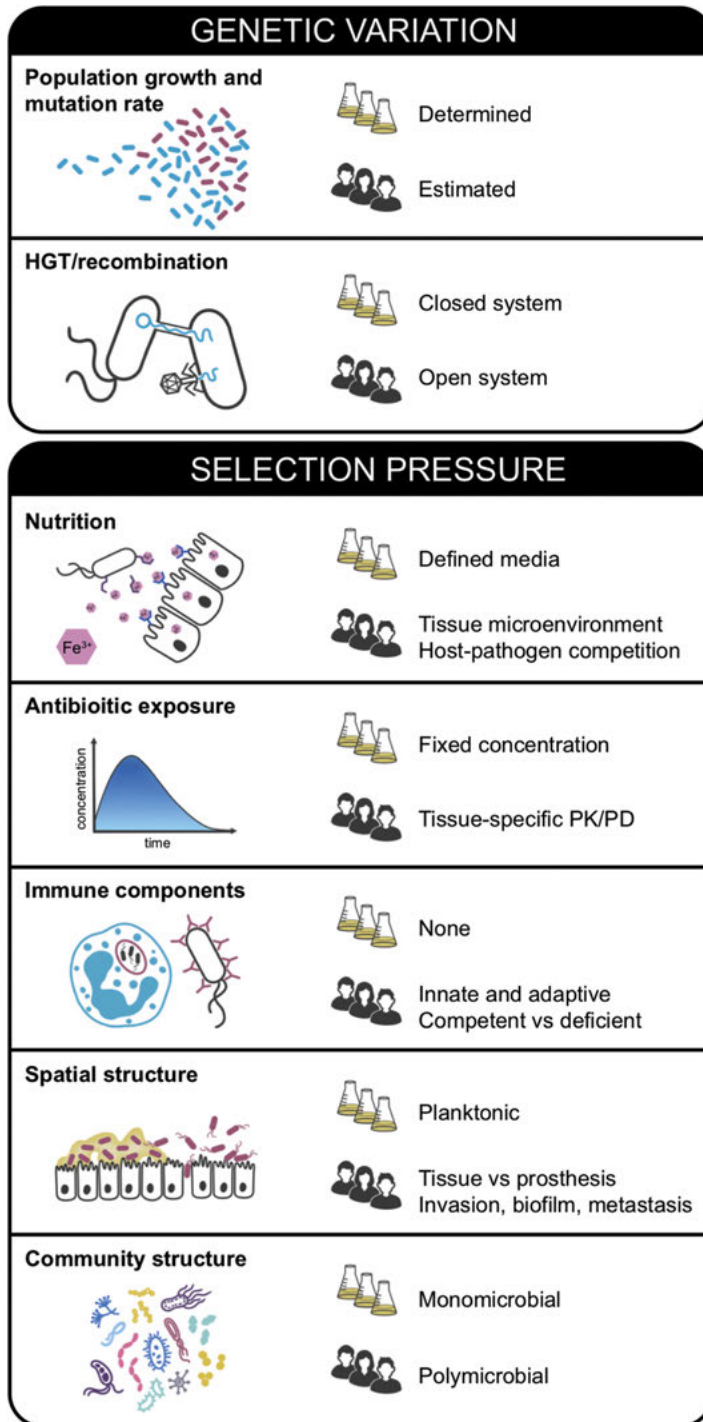 GENETIC VARIATION
Population growth and
mutation rate
Determined
Estimated
HGT/recombination
Closed system
Open system
SELECTION PRESSURE
Nutrition
Fe³⁺
Defined media
Tissue microenvironment
Host-pathogen competition
Antibioitic exposure
concentration
time
Fixed concentration
Tissue-specific PK/PD
Immune components
None
Innate and adaptive
Competent vs deficient
Spatial structure
Planktonic
Tissue vs prosthesis
Invasion, biofilm, metastasis
Community structure
Monomicrobial
Polymicrobial